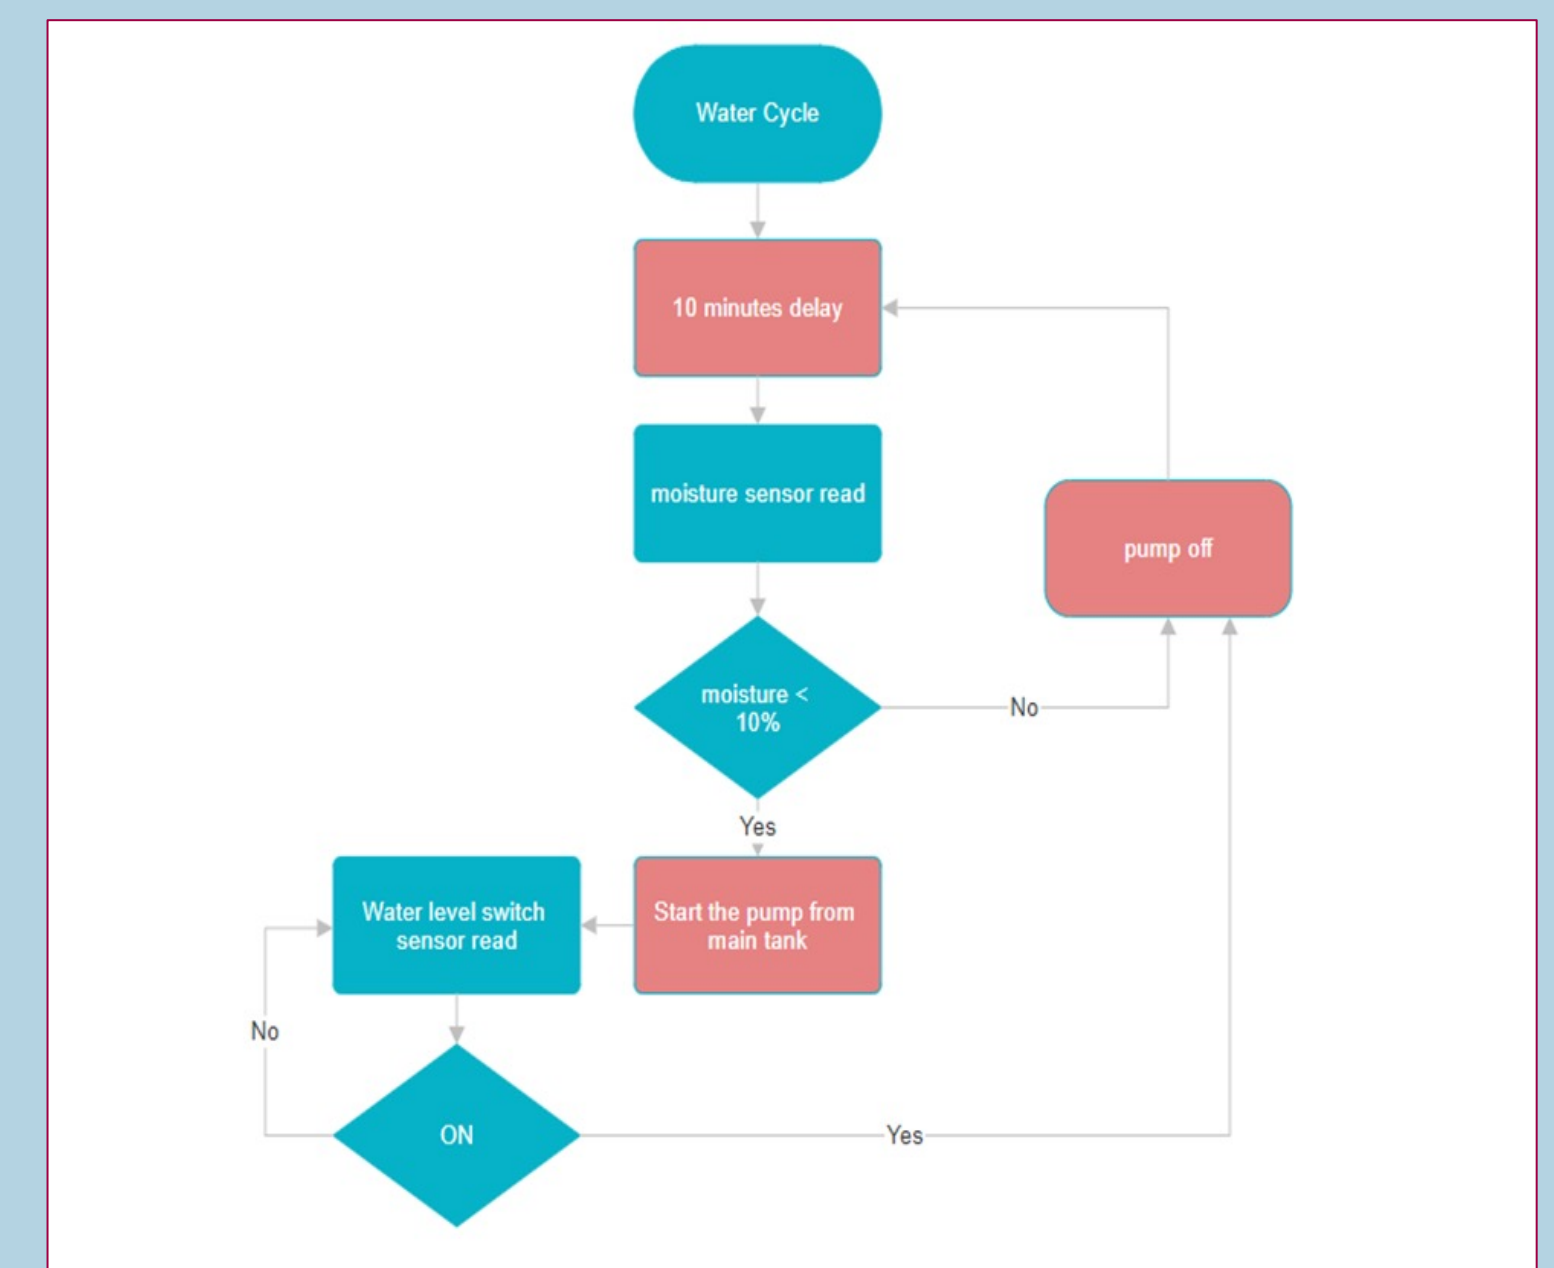 Water Cycle
10 minutes delay
moisture sensor read
pump off
moisture <
10%
No
Yes
Water level switch
sensor read
Start the pump from
main tank
No
ON
Yes